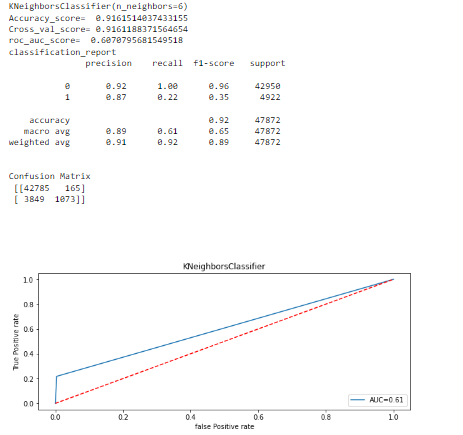 KNeighborsClassifier(n_neighbors=6)
Accuracy_score= 0.9161514037433155
Cross_val_score= 0.9161188371564654
roc_auc_score= 0.6070795681549518
classification_report
precision recall f1-score support
0 0.92 1.00 0.96 42950
1 0.87 0.22 0.35 4922
accuracy 0.92 47872
macro avg 0.89 0.61 0.65 47872
weighted avg 0.91 0.92 0.89 47872
Confusion Matrix
[[42785 165]
[ 3849 1073]]
KNeighborsClassifier
1.0
0.8
0.6
0.4
0.2
0.0
True Positive rate
AUC=0.61
0.0 0.2 0.4 0.6 0.8 1.0
false Positive rate